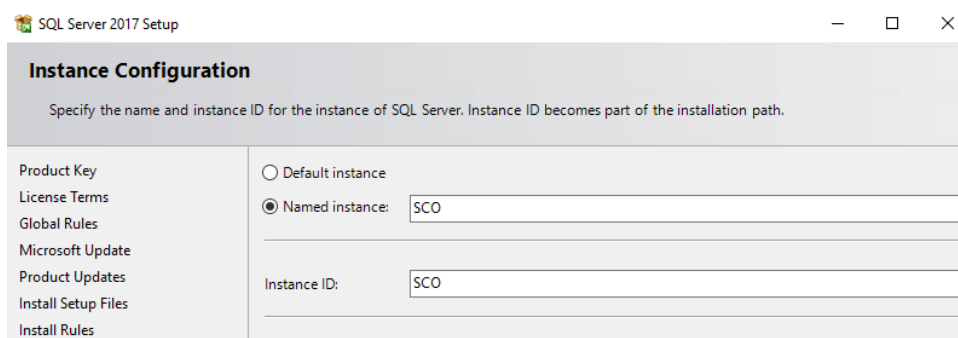 SQL Server 2017 Setup
Instance Configuration
Specify the name and instance ID for the instance of SQL Server. Instance ID becomes part of the installation path.
Product Key
License Terms
Global Rules
Microsoft Update
Product Updates
Install Setup Files
Install Rules
Default instance
Named instance: SCO
Instance ID: SCO